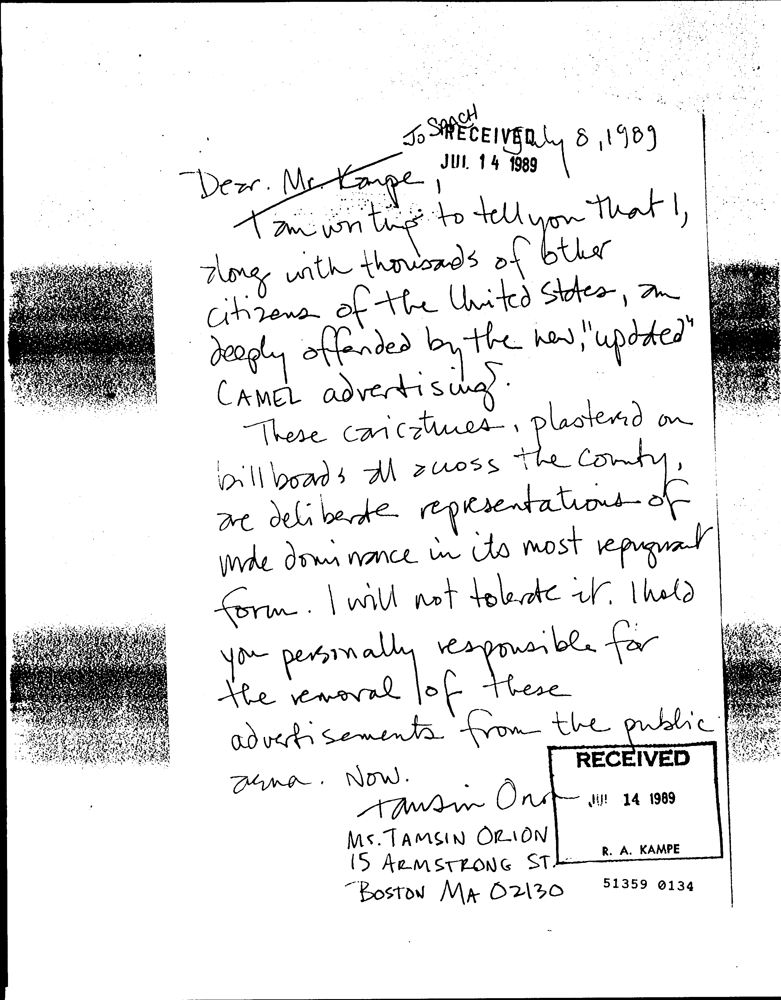 Jo SPACH
RECEIVED July 8, 1989
JUL 14 1989
Dear. Mr. Kampe,
I am writing to tell you that I,
along with thousands of other
citizens of the United States, am
deeply offended by the new, "updated"
CAMEL advertising.
These caricatures, plastered on
billboards all across the County,
are deliberate representations of
male dominance in its most repugnant
form. I will not tolerate it. I hold
you personally responsible for
the removal of these
advertisements from the public
arena. Now.
RECEIVED
Tamsin Orion
JUL 14 1989
MS. TAMSIN ORION
R. A. KAMPE
15 ARMSTRONG ST.
BOSTON MA 02130
51359 0134